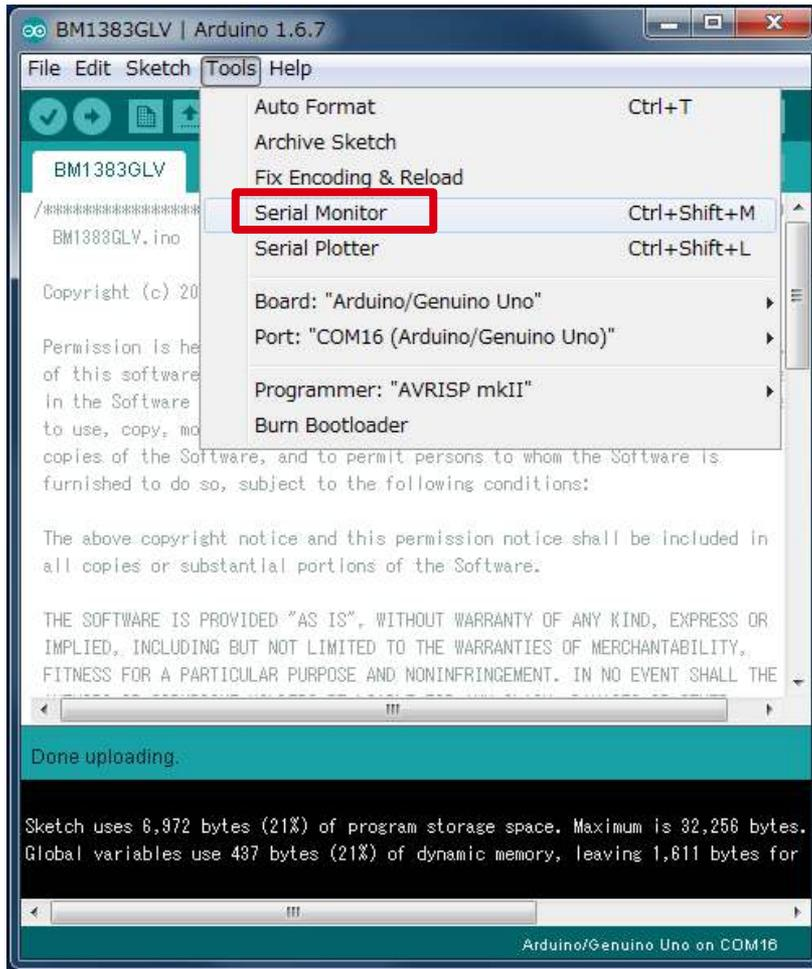 BM1383GLV | Arduino 1.6.7
File Edit Sketch Tools Help
Auto Format Ctrl+T
Archive Sketch
Fix Encoding & Reload
Serial Monitor Ctrl+Shift+M
Serial Plotter Ctrl+Shift+L
Board: "Arduino/Genuino Uno"
Port: "COM16 (Arduino/Genuino Uno)"
Programmer: "AVRISP mkII"
Burn Bootloader
BM1383GLV
BM1383GLV.ino
Copyright (c) 20
Permission is he
of this software
in the Software
to use, copy, mo
copies of the Software, and to permit persons to whom the Software is
furnished to do so, subject to the following conditions:
The above copyright notice and this permission notice shall be included in
all copies or substantial portions of the Software.
THE SOFTWARE IS PROVIDED "AS IS", WITHOUT WARRANTY OF ANY KIND, EXPRESS OR
IMPLIED, INCLUDING BUT NOT LIMITED TO THE WARRANTIES OF MERCHANTABILITY,
FITNESS FOR A PARTICULAR PURPOSE AND NONINFRINGEMENT. IN NO EVENT SHALL THE
Done uploading.
Sketch uses 6,972 bytes (21%) of program storage space. Maximum is 32,256 bytes.
Global variables use 437 bytes (21%) of dynamic memory, leaving 1,611 bytes for
Arduino/Genuino Uno on COM16